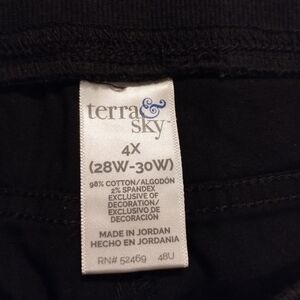 terra &
sky™
4X
(28W-30W)
98% COTTON/ALGODÓN
2% SPANDEX
EXCLUSIVE OF
DECORATION/
EXCLUSIVO DE
DECORACIÓN
MADE IN JORDAN
HECHO EN JORDANIA
RN# 52469 48U